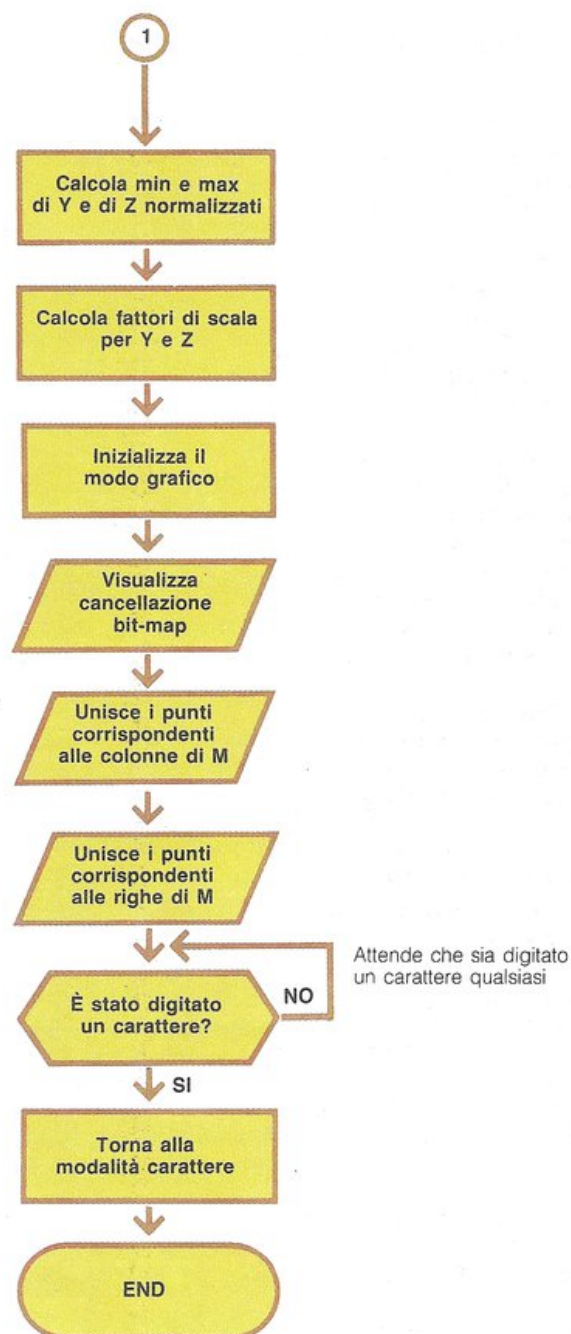 1
Calcola min e max
di Y e di Z normalizzati
Calcola fattori di scala
per Y e Z
Inizializza il
modo grafico
Visualizza
cancellazione
bit-map
Unisce i punti
corrispondenti
alle colonne di M
Unisce i punti
corrispondenti
alle righe di M
Attende che sia digitato
un carattere qualsiasi
È stato digitato
un carattere?
NO
SI
Torna alla
modalità carattere
END